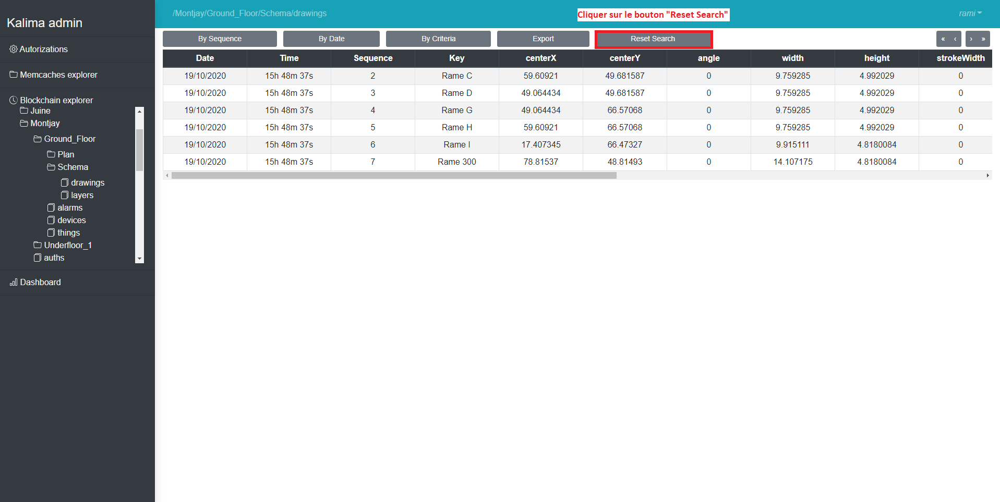 Kalima admin
/Montjay/Ground_Floor/Schema/drawings
Cliquer sur le bouton "Reset Search"
rami
Autorizations
Memcaches explorer
Blockchain explorer
Juine
Montjay
Ground_Floor
Plan
Schema
drawings
layers
alarms
devices
things
Underfloor_1
auths
Dashboard
By Sequence By Date By Criteria Export Reset Search « ‹ › »
Date Time Sequence Key centerX centerY angle width height strokeWidth
19/10/2020 15h 48m 37s 2 Rame C 59.60921 49.681587 0 9.759285 4.992029 0
19/10/2020 15h 48m 37s 3 Rame D 49.064434 49.681587 0 9.759285 4.992029 0
19/10/2020 15h 48m 37s 4 Rame G 49.064434 66.57068 0 9.759285 4.992029 0
19/10/2020 15h 48m 37s 5 Rame H 59.60921 66.57068 0 9.759285 4.992029 0
19/10/2020 15h 48m 37s 6 Rame I 17.407345 66.47327 0 9.915111 4.8180084 0
19/10/2020 15h 48m 37s 7 Rame 300 78.81537 48.81493 0 14.107175 4.8180084 0